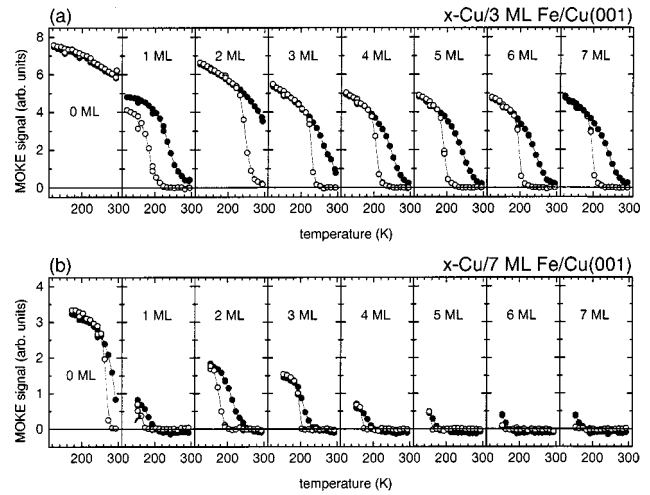 (a) x-Cu/3 ML Fe/Cu(001)
MOKE signal (arb. units)
8
6
4
2
0
0 ML
1 ML
2 ML
3 ML
4 ML
5 ML
6 ML
7 ML
200 300 200 300 200 300 200 300 200 300 200 300 200 300 200 300
temperature (K)
(b) x-Cu/7 ML Fe/Cu(001)
MOKE signal (arb. units)
4
3
2
1
0
0 ML
1 ML
2 ML
3 ML
4 ML
5 ML
6 ML
7 ML
200 300 200 300 200 300 200 300 200 300 200 300 200 300 200 300
temperature (K)